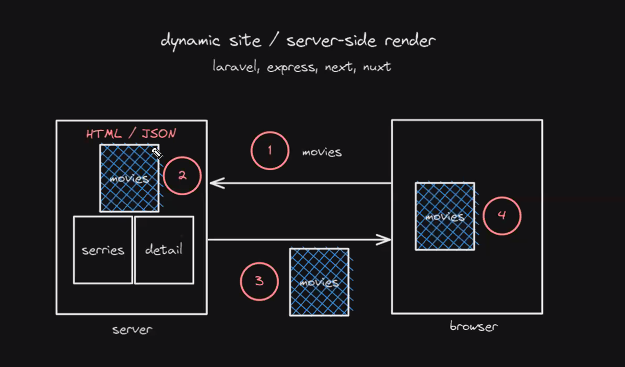 dynamic site / server-side render
laravel, express, next, nuxt
HTML / JSON
movies
2
serries
detail
server
1
movies
3
movies
movies
4
browser